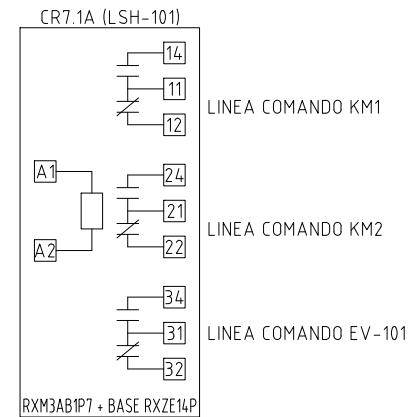 CR7.1A (LSH-101)
14
11
12
LINEA COMANDO KM1
A1
A2
24
21
22
LINEA COMANDO KM2
34
31
32
LINEA COMANDO EV-101
RXM3AB1P7 + BASE RXZE14P